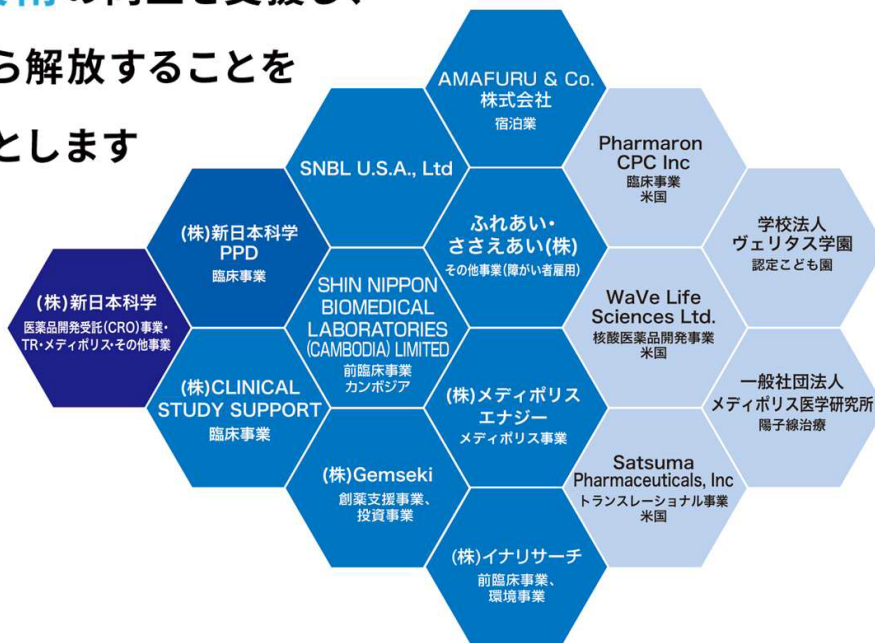 の向上を支援し、
ら解放することを
とします
AMAFURU & Co.
株式会社
宿泊業
SNBL U.S.A., Ltd
Pharmaron
CPC Inc
臨床事業
米国
(株)新日本科学
PPD
臨床事業
ふれあい・
ささえあい(株)
その他事業(障がい者雇用)
学校法人
ヴェリタス学園
認定こども園
(株)新日本科学
医薬品開発受託(CRO)事業・
TR・メディポリス・その他事業
SHIN NIPPON
BIOMEDICAL
LABORATORIES
(CAMBODIA) LIMITED
前臨床事業
カンボジア
WaVe Life
Sciences Ltd.
核酸医薬品開発事業
米国
(株)CLINICAL
STUDY SUPPORT
臨床事業
(株)メディポリス
エナジー
メディポリス事業
一般社団法人
メディポリス医学研究所
陽子線治療
(株)Gemseki
創薬支援事業、
投資事業
Satsuma
Pharmaceuticals, Inc
トランスレーショナル事業
米国
(株)イナリサーチ
前臨床事業、
環境事業